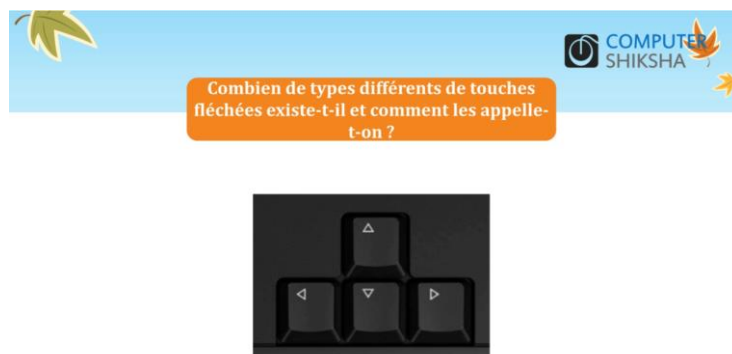 COMPUTER
SHIKSHA
Combien de types différents de touches
fléchées existe-t-il et comment les appelle-
t-on ?